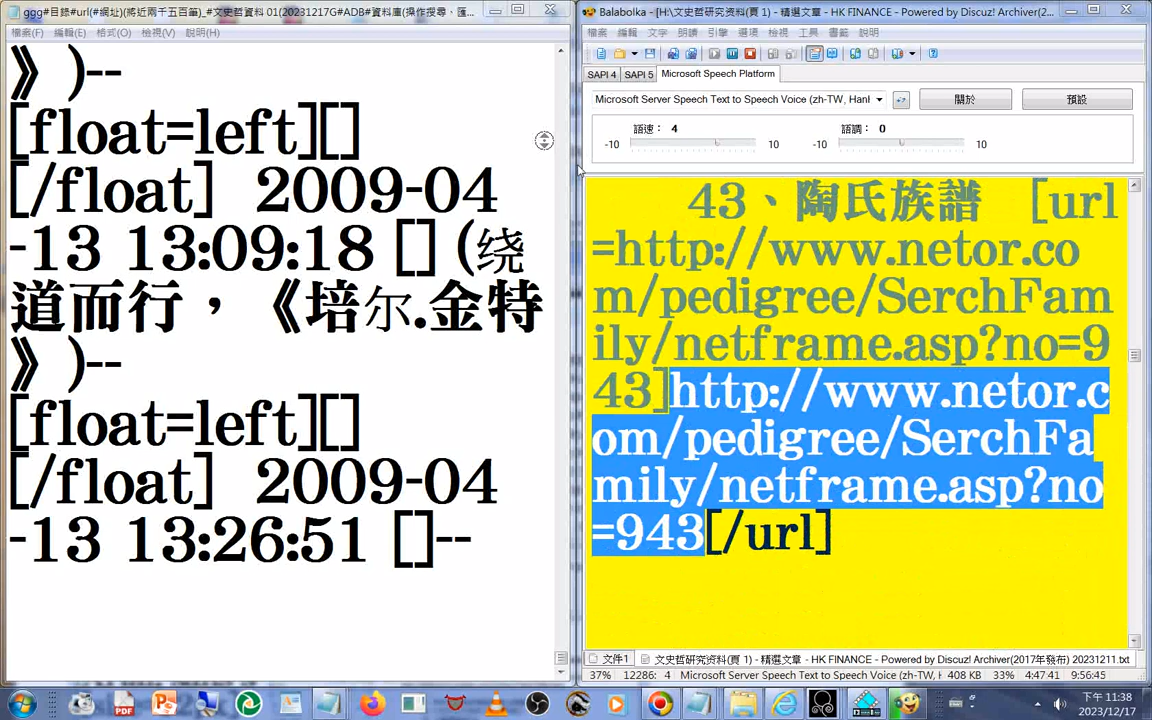 ggg#目錄#url(#網址)(將近兩千五百筆)_#文史哲資料 01(20231217G#ADB#資料庫(操作搜尋、匯...
檔案(F) 編輯(E) 格式(O) 檢視(V) 說明(H)
》 )--
[float=left][]
[/float] 2009-04
-13 13:09:18 [] (绕
道而行，《培尔.金特
》 )--
[float=left][]
[/float] 2009-04
-13 13:26:51 []--
Balabolka - [H:\文史哲研究资料(頁 1) - 精選文章 - HK FINANCE - Powered by Discuz! Archiver(2...
檔案 編輯 文字 朗讀 引擎 選項 檢視 工具 書籤 說明
SAPI 4 SAPI 5 Microsoft Speech Platform
Microsoft Server Speech Text to Speech Voice (zh-TW, HanI 關於 預設
語速： 4 語調： 0
-10 10 -10 10
43、陶氏族譜 [url
=http://www.netor.co
m/pedigree/SerchFam
ily/netframe.asp?no=9
43]http://www.netor.c
om/pedigree/SerchFa
mily/netframe.asp?no
=943[/url]
文件1 文史哲研究资料(頁 1) - 精選文章 - HK FINANCE - Powered by Discuz! Archiver(2017年發布) 20231211.txt
37% 12286: 4 Microsoft Server Speech Text to Speech Voice (zh-TW, 408 KB 33% 4:47:41 9:56:45
下午 11:38
2023/12/17